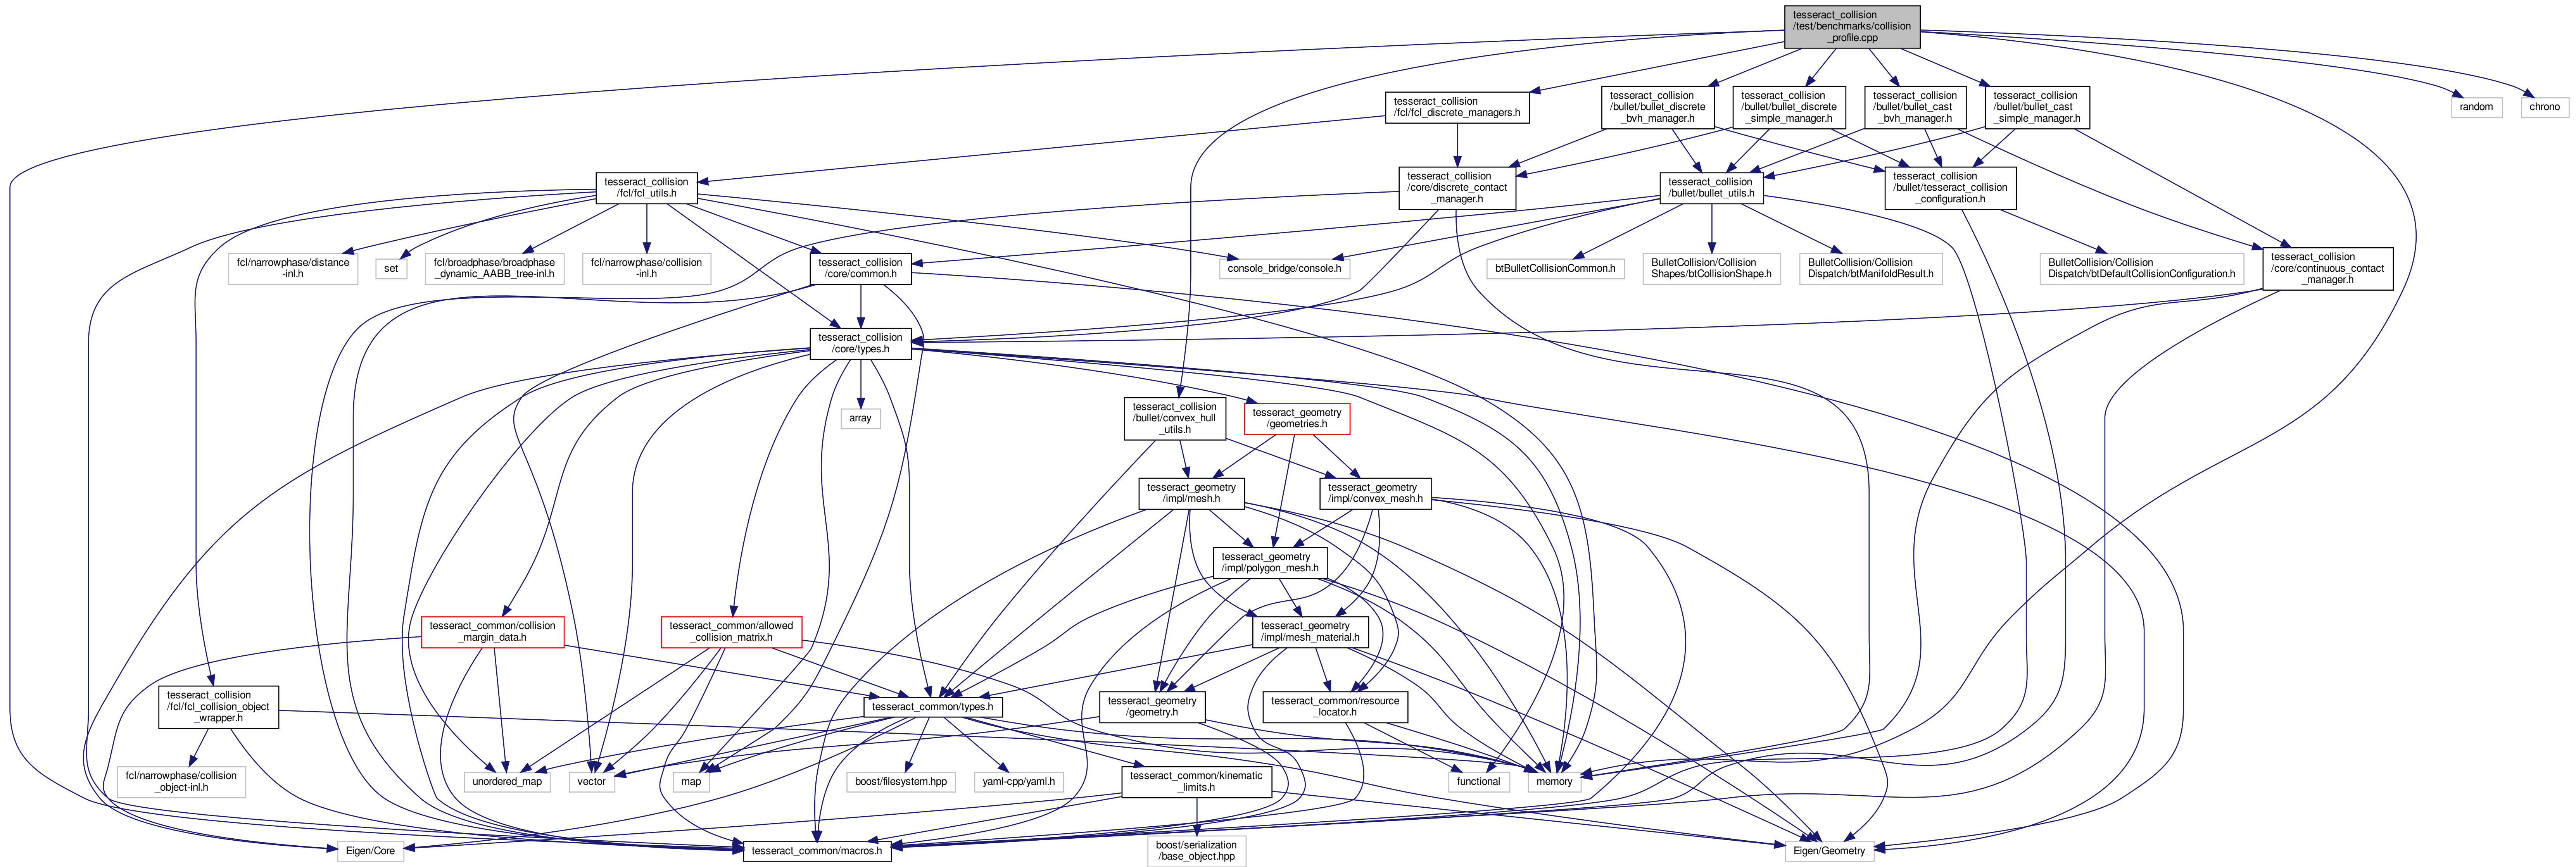 tesseract_collision
/test/benchmarks/collision
_profile.cpp
tesseract_collision
/fcl/fcl_discrete_managers.h
tesseract_collision
/bullet/bullet_discrete
_bvh_manager.h
tesseract_collision
/bullet/bullet_discrete
_simple_manager.h
tesseract_collision
/bullet/bullet_cast
_bvh_manager.h
tesseract_collision
/bullet/bullet_cast
_simple_manager.h
random
chrono
tesseract_collision
/fcl/fcl_utils.h
tesseract_collision
/core/discrete_contact
_manager.h
tesseract_collision
/bullet/bullet_utils.h
tesseract_collision
/bullet/tesseract_collision
_configuration.h
fcl/narrowphase/distance
-inl.h
set
fcl/broadphase/broadphase
_dynamic_AABB_tree-inl.h
fcl/narrowphase/collision
-inl.h
tesseract_collision
/core/common.h
console_bridge/console.h
btBulletCollisionCommon.h
BulletCollision/Collision
Shapes/btCollisionShape.h
BulletCollision/Collision
Dispatch/btManifoldResult.h
BulletCollision/Collision
Dispatch/btDefaultCollisionConfiguration.h
tesseract_collision
/core/continuous_contact
_manager.h
tesseract_collision
/core/types.h
array
tesseract_collision
/bullet/convex_hull
_utils.h
tesseract_geometry
/geometries.h
tesseract_geometry
/impl/mesh.h
tesseract_geometry
/impl/convex_mesh.h
tesseract_geometry
/impl/polygon_mesh.h
tesseract_common/collision
_margin_data.h
tesseract_common/allowed
_collision_matrix.h
tesseract_geometry
/impl/mesh_material.h
tesseract_collision
/fcl/fcl_collision_object
_wrapper.h
tesseract_common/types.h
tesseract_geometry
/geometry.h
tesseract_common/resource
_locator.h
fcl/narrowphase/collision
_object-inl.h
unordered_map
vector
map
boost/filesystem.hpp
yaml-cpp/yaml.h
tesseract_common/kinematic
_limits.h
functional
memory
Eigen/Core
tesseract_common/macros.h
boost/serialization
/base_object.hpp
Eigen/Geometry